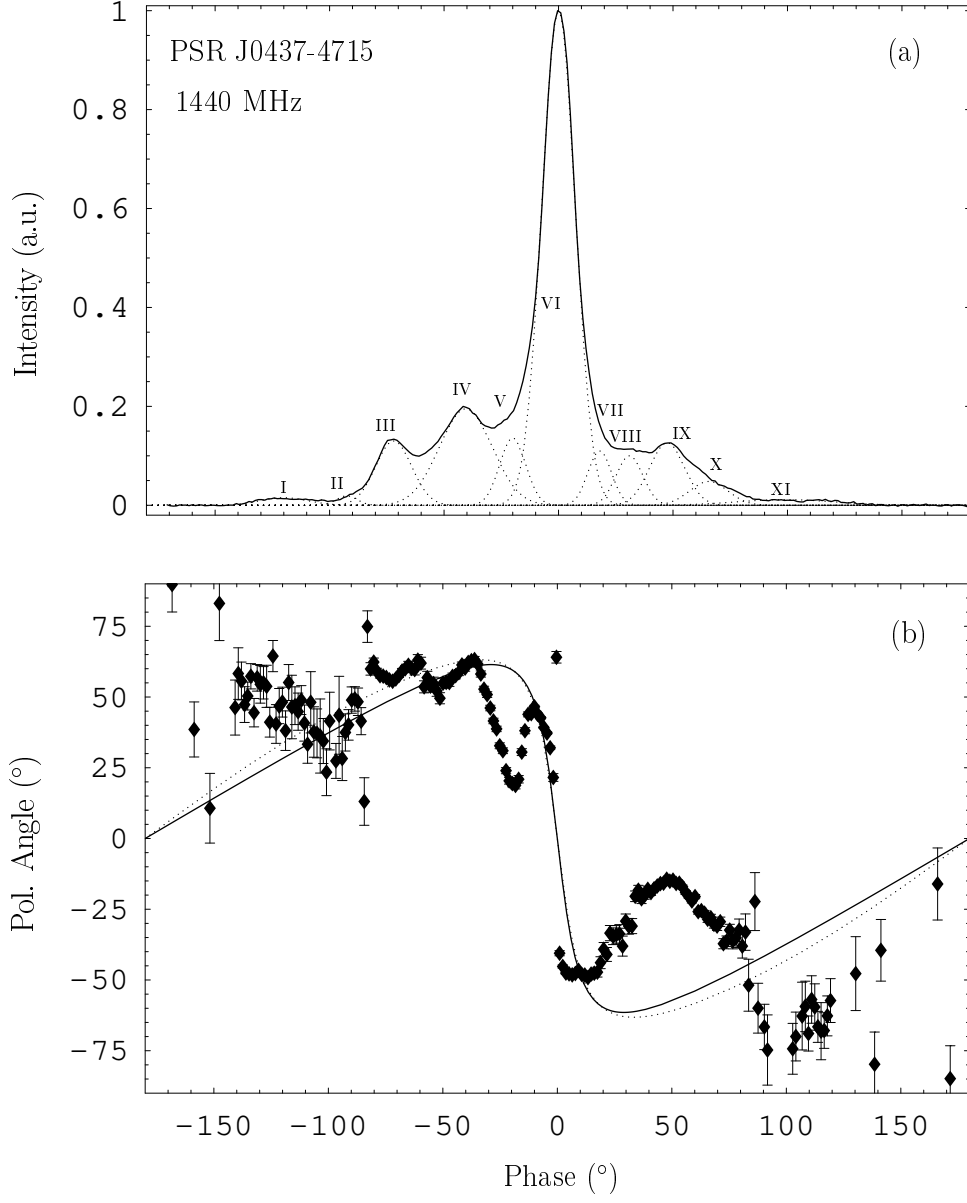 PSR J0437-4715
(a)
1440 MHz
Intensity (a.u.)
1
0.8
0.6
0.4
0.2
0
I
II
III
IV
V
VI
VII
VIII
IX
X
XI
(b)
Pol. Angle (°)
75
50
25
0
−25
−50
−75
−150 −100 −50 0 50 100 150
Phase (°)